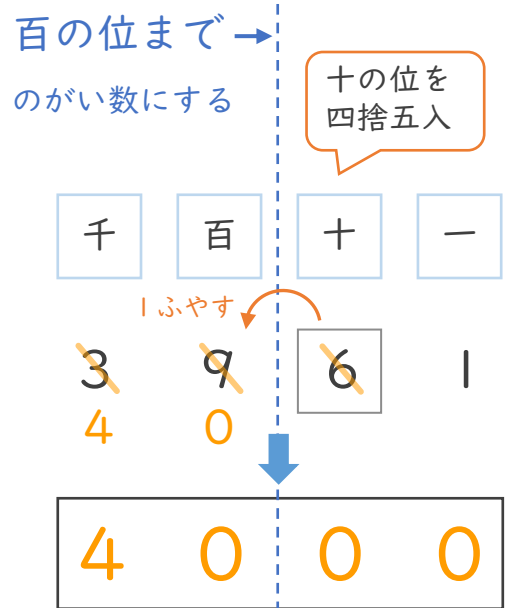 百の位まで
のがい数にする
十の位を
四捨五入
千 百 十 一
1ふやす
3 9 6 1
4 0
4 0 0 0